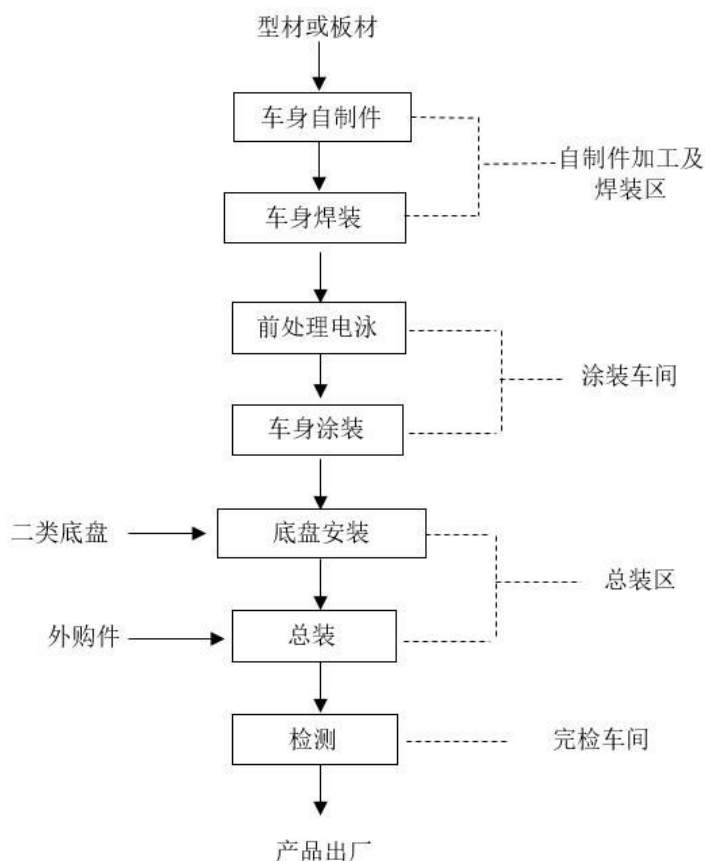 型材或板材
车身自制件
自制件加工及
焊装区
车身焊装
前处理电泳
涂装车间
车身涂装
二类底盘
底盘安装
总装区
外购件
总装
检测
完检车间
产品出厂